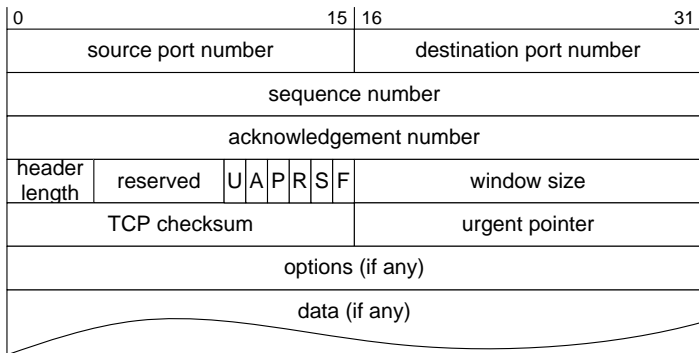 0 15 16 31
source port number destination port number
sequence number
acknowledgement number
header length reserved U A P R S F window size
TCP checksum urgent pointer
options (if any)
data (if any)